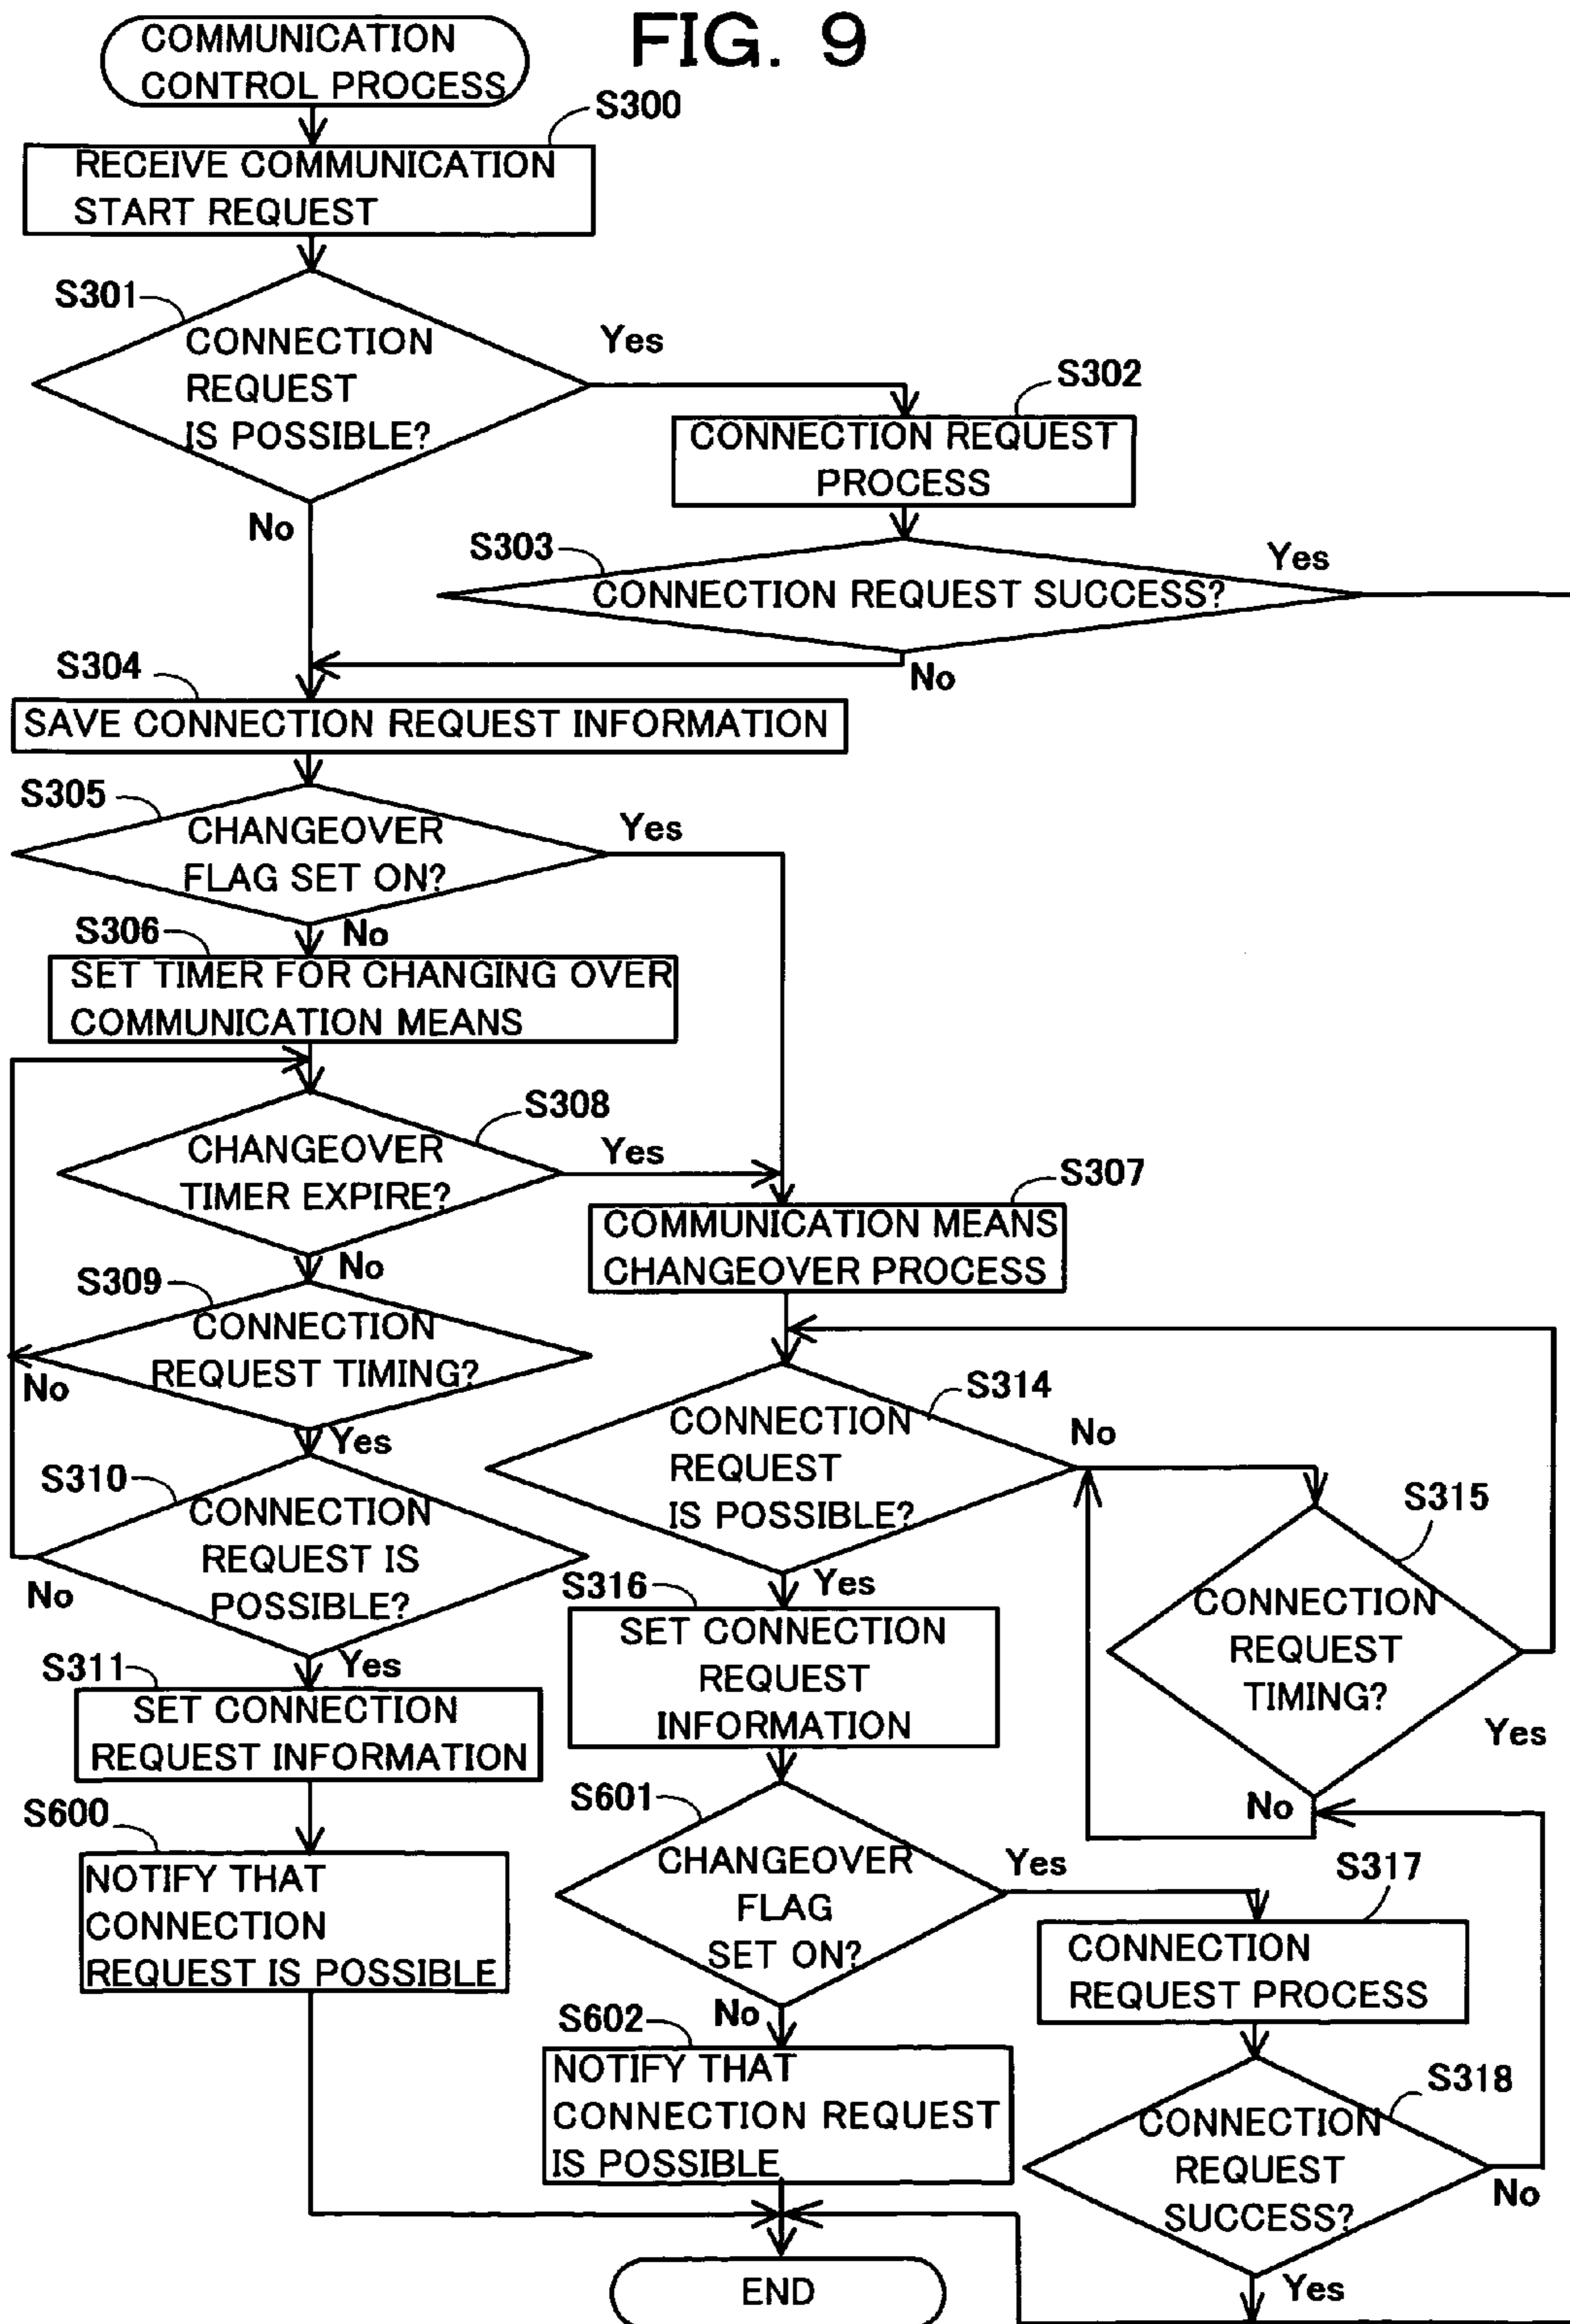 FIG. 9
COMMUNICATION
CONTROL PROCESS
S300
RECEIVE COMMUNICATION
START REQUEST
S301
CONNECTION
REQUEST
IS POSSIBLE?
Yes
No
S302
CONNECTION REQUEST
PROCESS
S303
CONNECTION REQUEST SUCCESS?
Yes
No
S304
SAVE CONNECTION REQUEST INFORMATION
S305
CHANGEOVER
FLAG SET ON?
Yes
No
S306
SET TIMER FOR CHANGING OVER
COMMUNICATION MEANS
S308
CHANGEOVER
TIMER EXPIRE?
Yes
No
S307
COMMUNICATION MEANS
CHANGEOVER PROCESS
S309
CONNECTION
REQUEST TIMING?
No
Yes
S310
CONNECTION
REQUEST IS
POSSIBLE?
No
Yes
S311
SET CONNECTION
REQUEST INFORMATION
S600
NOTIFY THAT
CONNECTION
REQUEST IS POSSIBLE
S314
CONNECTION
REQUEST
IS POSSIBLE?
No
Yes
S315
CONNECTION
REQUEST
TIMING?
Yes
No
S316
SET CONNECTION
REQUEST
INFORMATION
S601
CHANGEOVER
FLAG
SET ON?
Yes
No
S317
CONNECTION
REQUEST PROCESS
S602
NOTIFY THAT
CONNECTION REQUEST
IS POSSIBLE
S318
CONNECTION
REQUEST
SUCCESS?
No
Yes
END